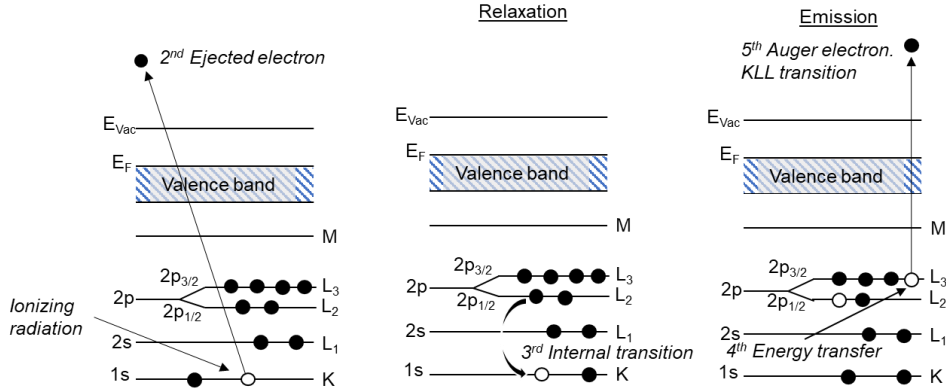 Relaxation
Emission
2nd Ejected electron
EVac
EF
Valence band
M
2p3/2
2p
2p1/2
L3
L2
Ionizing
radiation
2s
L1
1s
K
EVac
EF
Valence band
M
2p3/2
2p
2p1/2
L3
L2
2s
L1
3rd Internal transition
1s
K
5th Auger electron.
KLL transition
EVac
EF
Valence band
M
2p3/2
2p
2p1/2
L3
L2
2s
L1
4th Energy transfer
1s
K